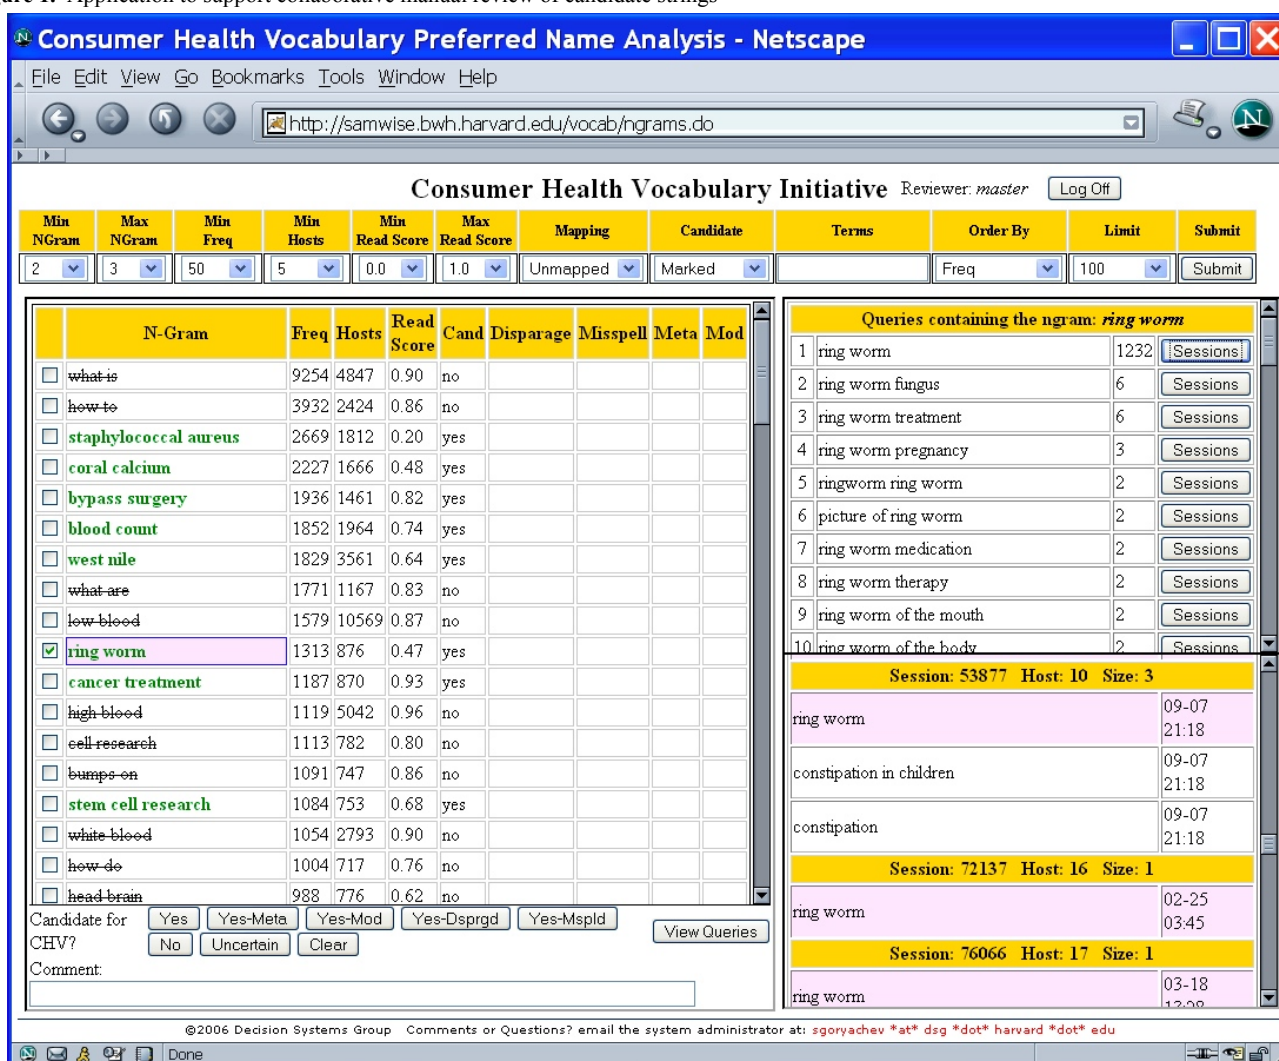 gure 1. Application to support collaborative manual review of candidate strings
Consumer Health Vocabulary Preferred Name Analysis - Netscape
File Edit View Go Bookmarks Tools Window Help
http://samwise.bwh.harvard.edu/vocab/ngrams.do
Consumer Health Vocabulary Initiative Reviewer: master Log Off
Min NGram Max NGram Min Freq Min Hosts Min Read Score Max Read Score Mapping Candidate Terms Order By Limit Submit
2 3 50 5 0.0 1.0 Unmapped Marked Freq 100 Submit
N-Gram Freq Hosts Read Score Cand Disparage Misspell Meta Mod
what is 9254 4847 0.90 no
how to 3932 2424 0.86 no
staphylococcal aureus 2669 1812 0.20 yes
coral calcium 2227 1666 0.48 yes
bypass surgery 1936 1461 0.82 yes
blood count 1852 1964 0.74 yes
west nile 1829 3561 0.64 yes
what are 1771 1167 0.83 no
low blood 1579 10569 0.87 no
ring worm 1313 876 0.47 yes
cancer treatment 1187 870 0.93 yes
high blood 1119 5042 0.96 no
cell research 1113 782 0.80 no
bumps on 1091 747 0.86 no
stem cell research 1084 753 0.68 yes
white blood 1054 2793 0.90 no
how do 1004 717 0.76 no
head brain 988 776 0.62 no
Candidate for CHV? Yes Yes-Meta Yes-Mod Yes-Dsprgd Yes-Mspld
No Uncertain Clear View Queries
Comment:
Queries containing the ngram: ring worm
1 ring worm 1232 Sessions
2 ring worm fungus 6 Sessions
3 ring worm treatment 6 Sessions
4 ring worm pregnancy 3 Sessions
5 ringworm ring worm 2 Sessions
6 picture of ring worm 2 Sessions
7 ring worm medication 2 Sessions
8 ring worm therapy 2 Sessions
9 ring worm of the mouth 2 Sessions
10 ring worm of the body 2 Sessions
Session: 53877 Host: 10 Size: 3
ring worm 09-07 21:18
constipation in children 09-07 21:18
constipation 09-07 21:18
Session: 72137 Host: 16 Size: 1
ring worm 02-25 03:45
Session: 76066 Host: 17 Size: 1
ring worm 03-18
©2006 Decision Systems Group Comments or Questions? email the system administrator at: sgoryachev *at* dsg *dot* harvard *dot* edu
Done